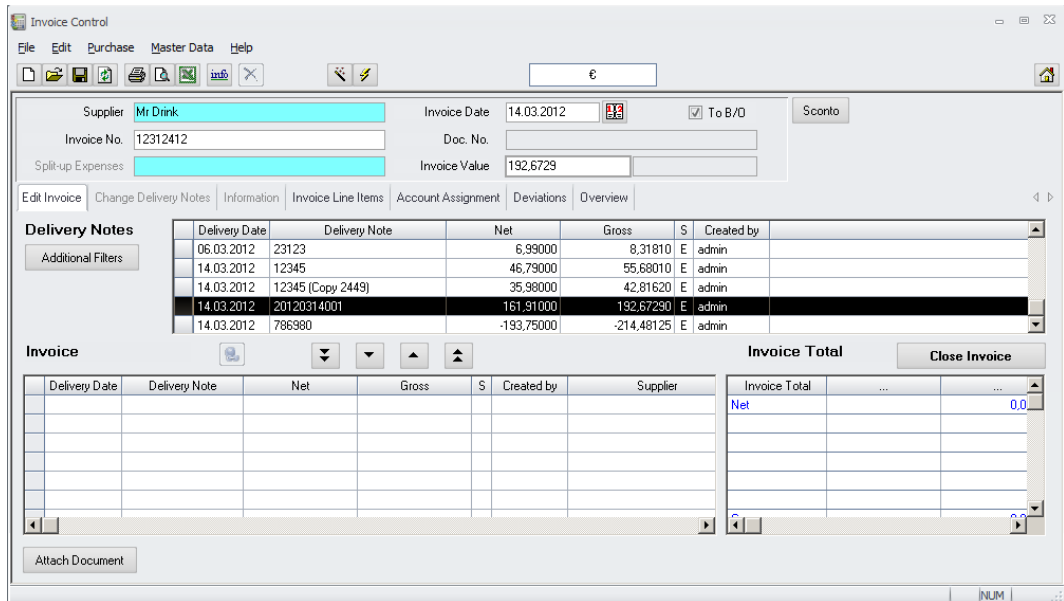 Invoice Control
File Edit Purchase Master Data Help
info €
Supplier Mr Drink Invoice Date 14.03.2012 To B/O Sconto
Invoice No. 12312412 Doc. No.
Split-up Expenses Invoice Value 192,6729
Edit Invoice Change Delivery Notes Information Invoice Line Items Account Assignment Deviations Overview
Delivery Notes Delivery Date Delivery Note Net Gross S Created by
Additional Filters
06.03.2012 23123 6,99000 8,31810 E admin
14.03.2012 12345 46,79000 55,68010 E admin
14.03.2012 12345 (Copy 2449) 35,98000 42,81620 E admin
14.03.2012 20120314001 161,91000 192,67290 E admin
14.03.2012 786980 -193,75000 -214,48125 E admin
Invoice Invoice Total Close Invoice
Delivery Date Delivery Note Net Gross S Created by Supplier Invoice Total ... ...
Net 0,0
Attach Document
NUM